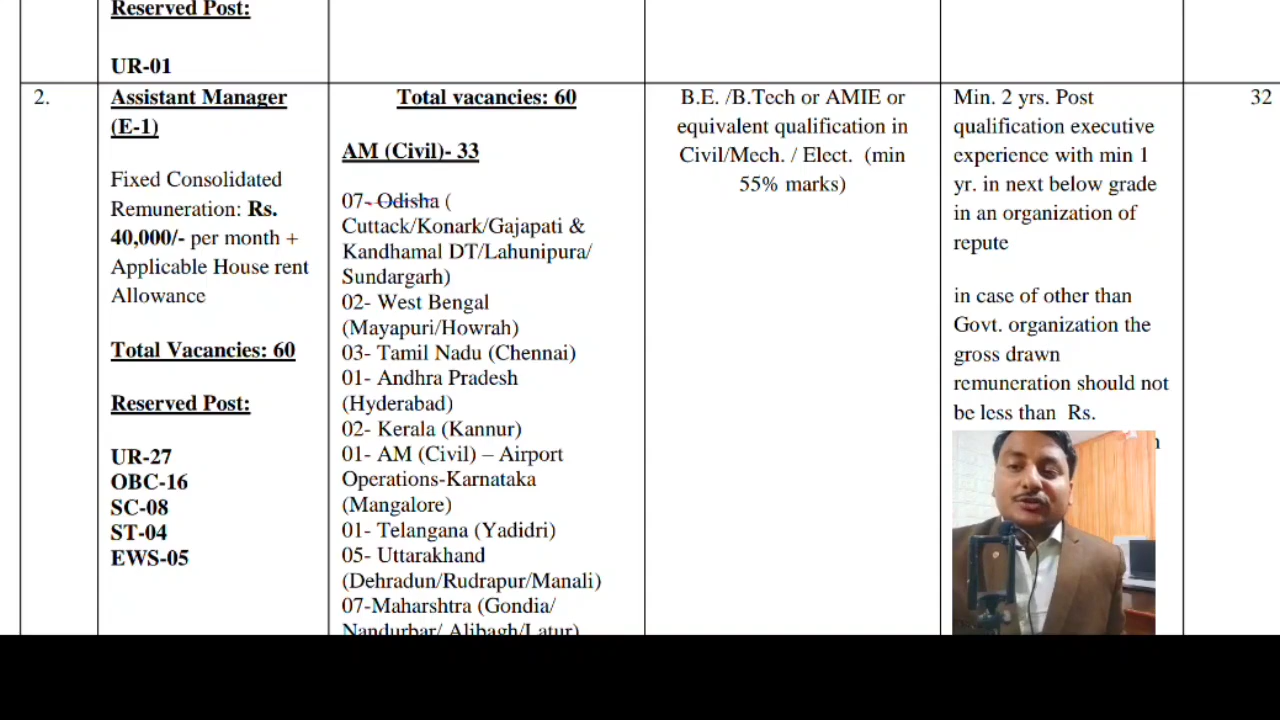 Reserved Post:
UR-01
2.
Assistant Manager
(E-1)
Fixed Consolidated
Remuneration: Rs.
40,000/- per month +
Applicable House rent
Allowance
Total Vacancies: 60
Reserved Post:
UR-27
OBC-16
SC-08
ST-04
EWS-05
Total vacancies: 60
AM (Civil)- 33
07- Odisha (
Cuttack/Konark/Gajapati &
Kandhamal DT/Lahunipura/
Sundargarh)
02- West Bengal
(Mayapuri/Howrah)
03- Tamil Nadu (Chennai)
01- Andhra Pradesh
(Hyderabad)
02- Kerala (Kannur)
01- AM (Civil) – Airport
Operations-Karnataka
(Mangalore)
01- Telangana (Yadidri)
05- Uttarakhand
(Dehradun/Rudrapur/Manali)
07-Maharshtra (Gondia/
Nandurbar/ Alibagh/Latur)
B.E. /B.Tech or AMIE or
equivalent qualification in
Civil/Mech. / Elect. (min
55% marks)
Min. 2 yrs. Post
qualification executive
experience with min 1
yr. in next below grade
in an organization of
repute
in case of other than
Govt. organization the
gross drawn
remuneration should not
be less than Rs.
32